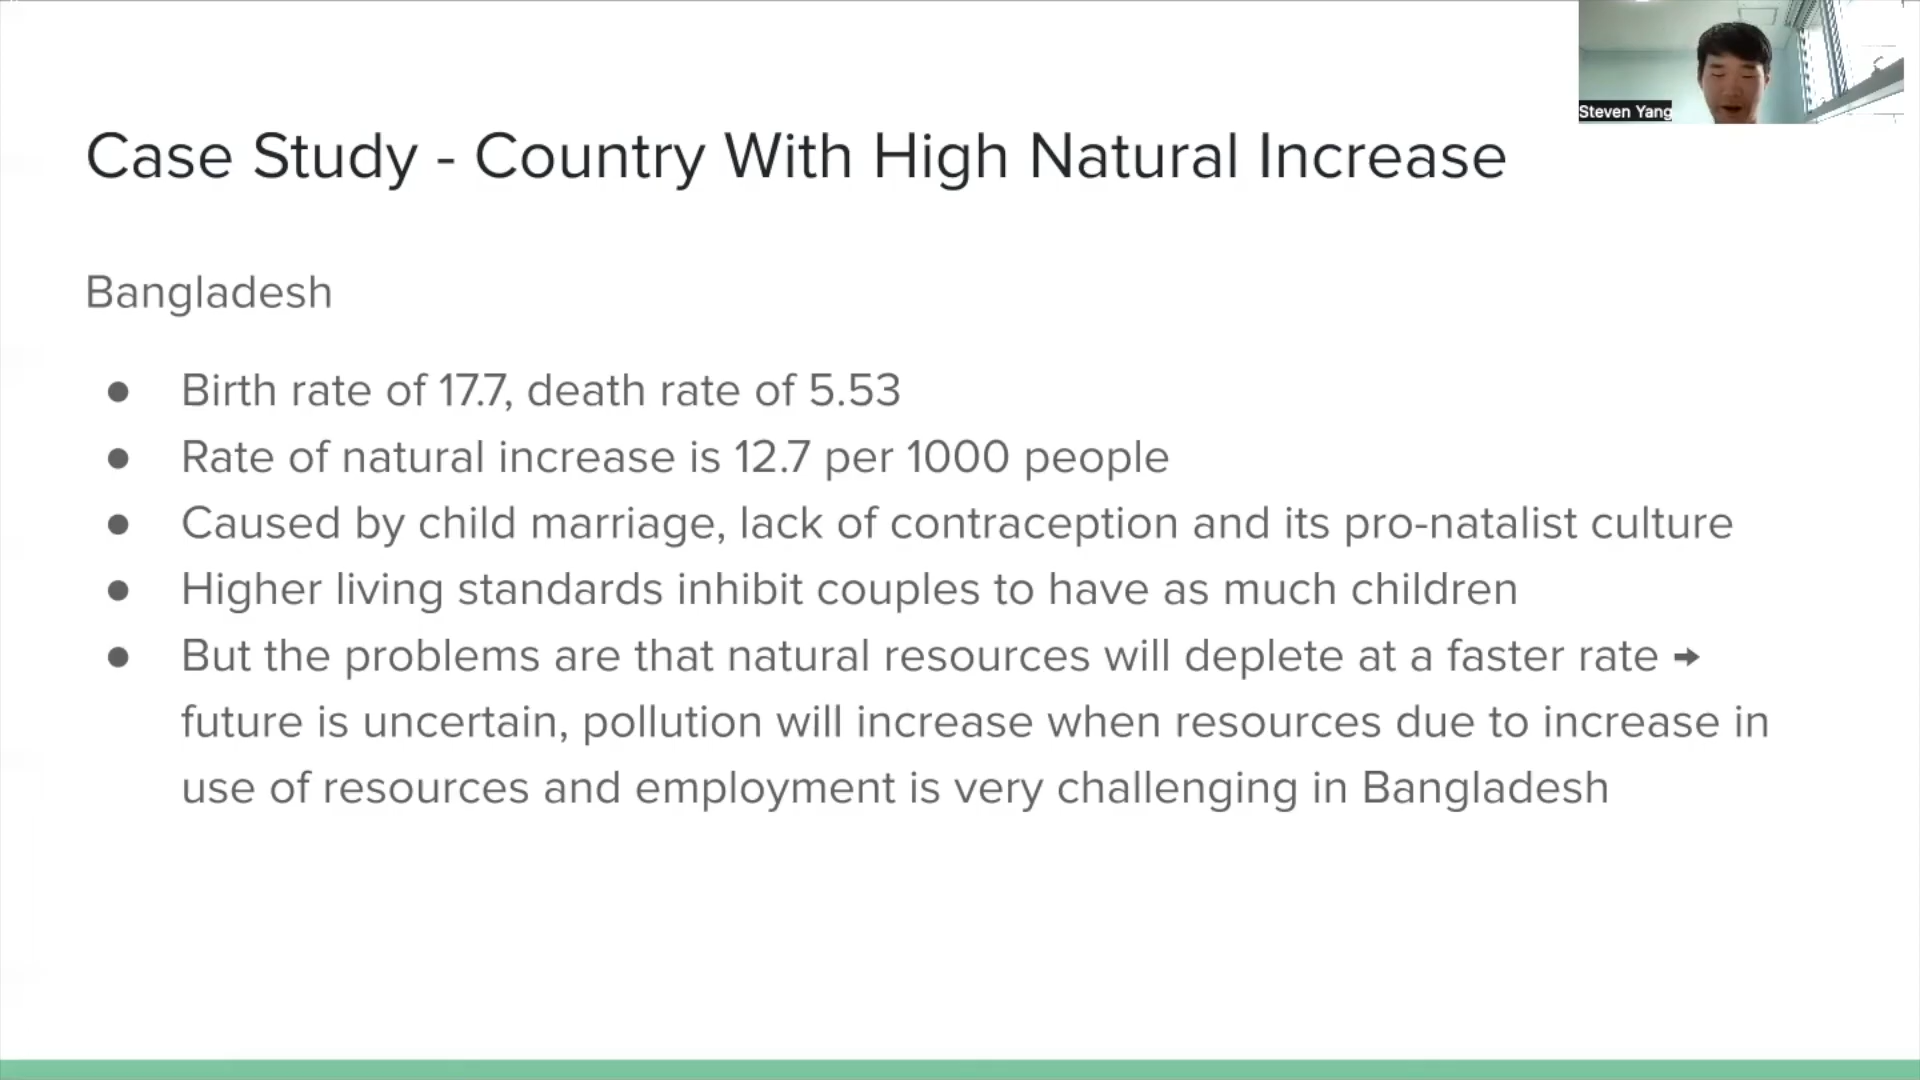 Steven Yang
Case Study - Country With High Natural Increase
Bangladesh
● Birth rate of 17.7, death rate of 5.53
● Rate of natural increase is 12.7 per 1000 people
● Caused by child marriage, lack of contraception and its pro-natalist culture
● Higher living standards inhibit couples to have as much children
● But the problems are that natural resources will deplete at a faster rate →
future is uncertain, pollution will increase when resources due to increase in
use of resources and employment is very challenging in Bangladesh